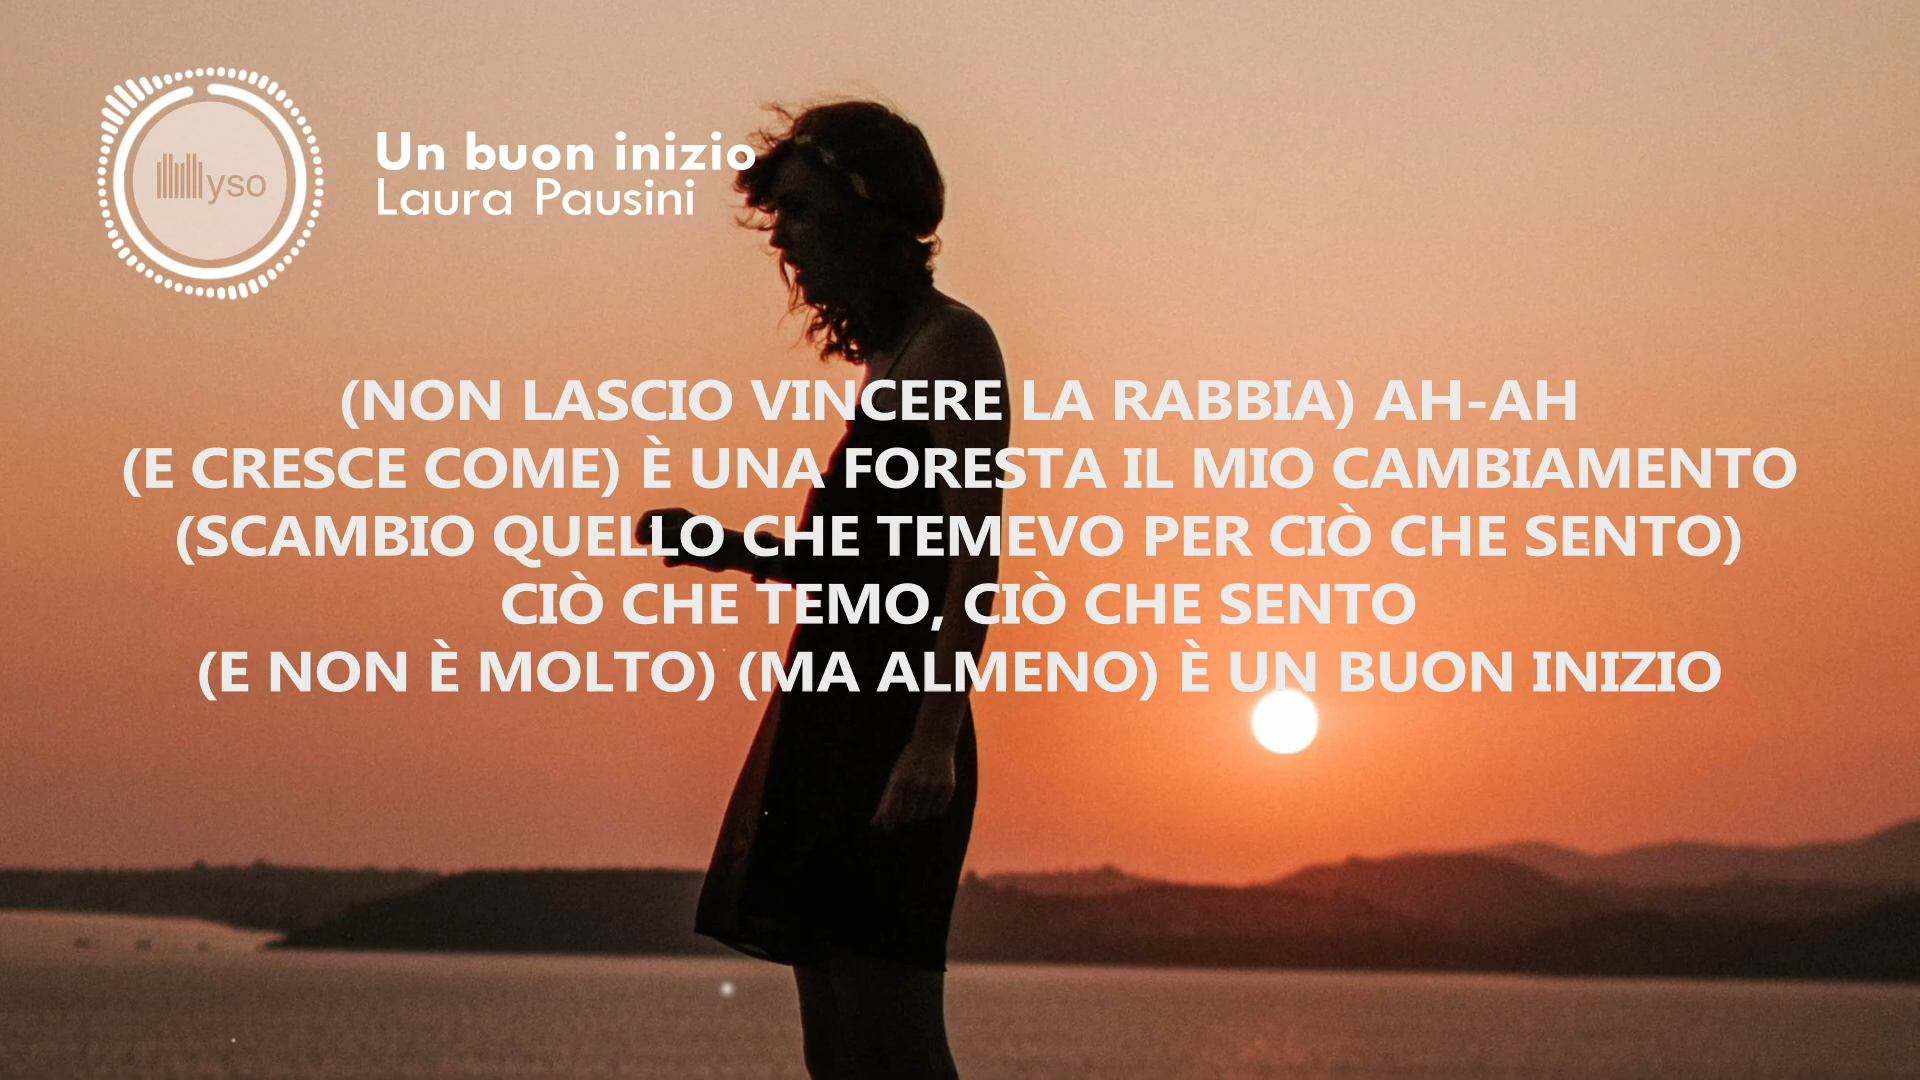 yso
Un buon inizio
Laura Pausini
(NON LASCIO VINCERE LA RABBIA) AH-AH
(E CRESCE COME) È UNA FORESTA IL MIO CAMBIAMENTO
(SCAMBIO QUELLO CHE TEMEVO PER CIÒ CHE SENTO)
CIÒ CHE TEMO, CIÒ CHE SENTO
(E NON È MOLTO) (MA ALMENO) È UN BUON INIZIO